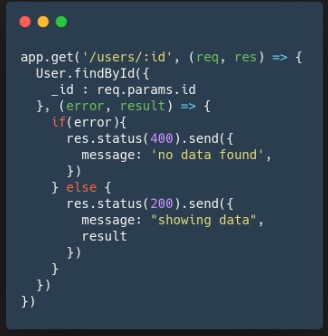 app.get('/users/:id', (req, res) => {
  User.findById({
    _id : req.params.id
  }, (error, result) => {
    if(error){
      res.status(400).send({
        message: 'no data found',
      })
    } else {
      res.status(200).send({
        message: "showing data",
        result
      })
    }
  })
})